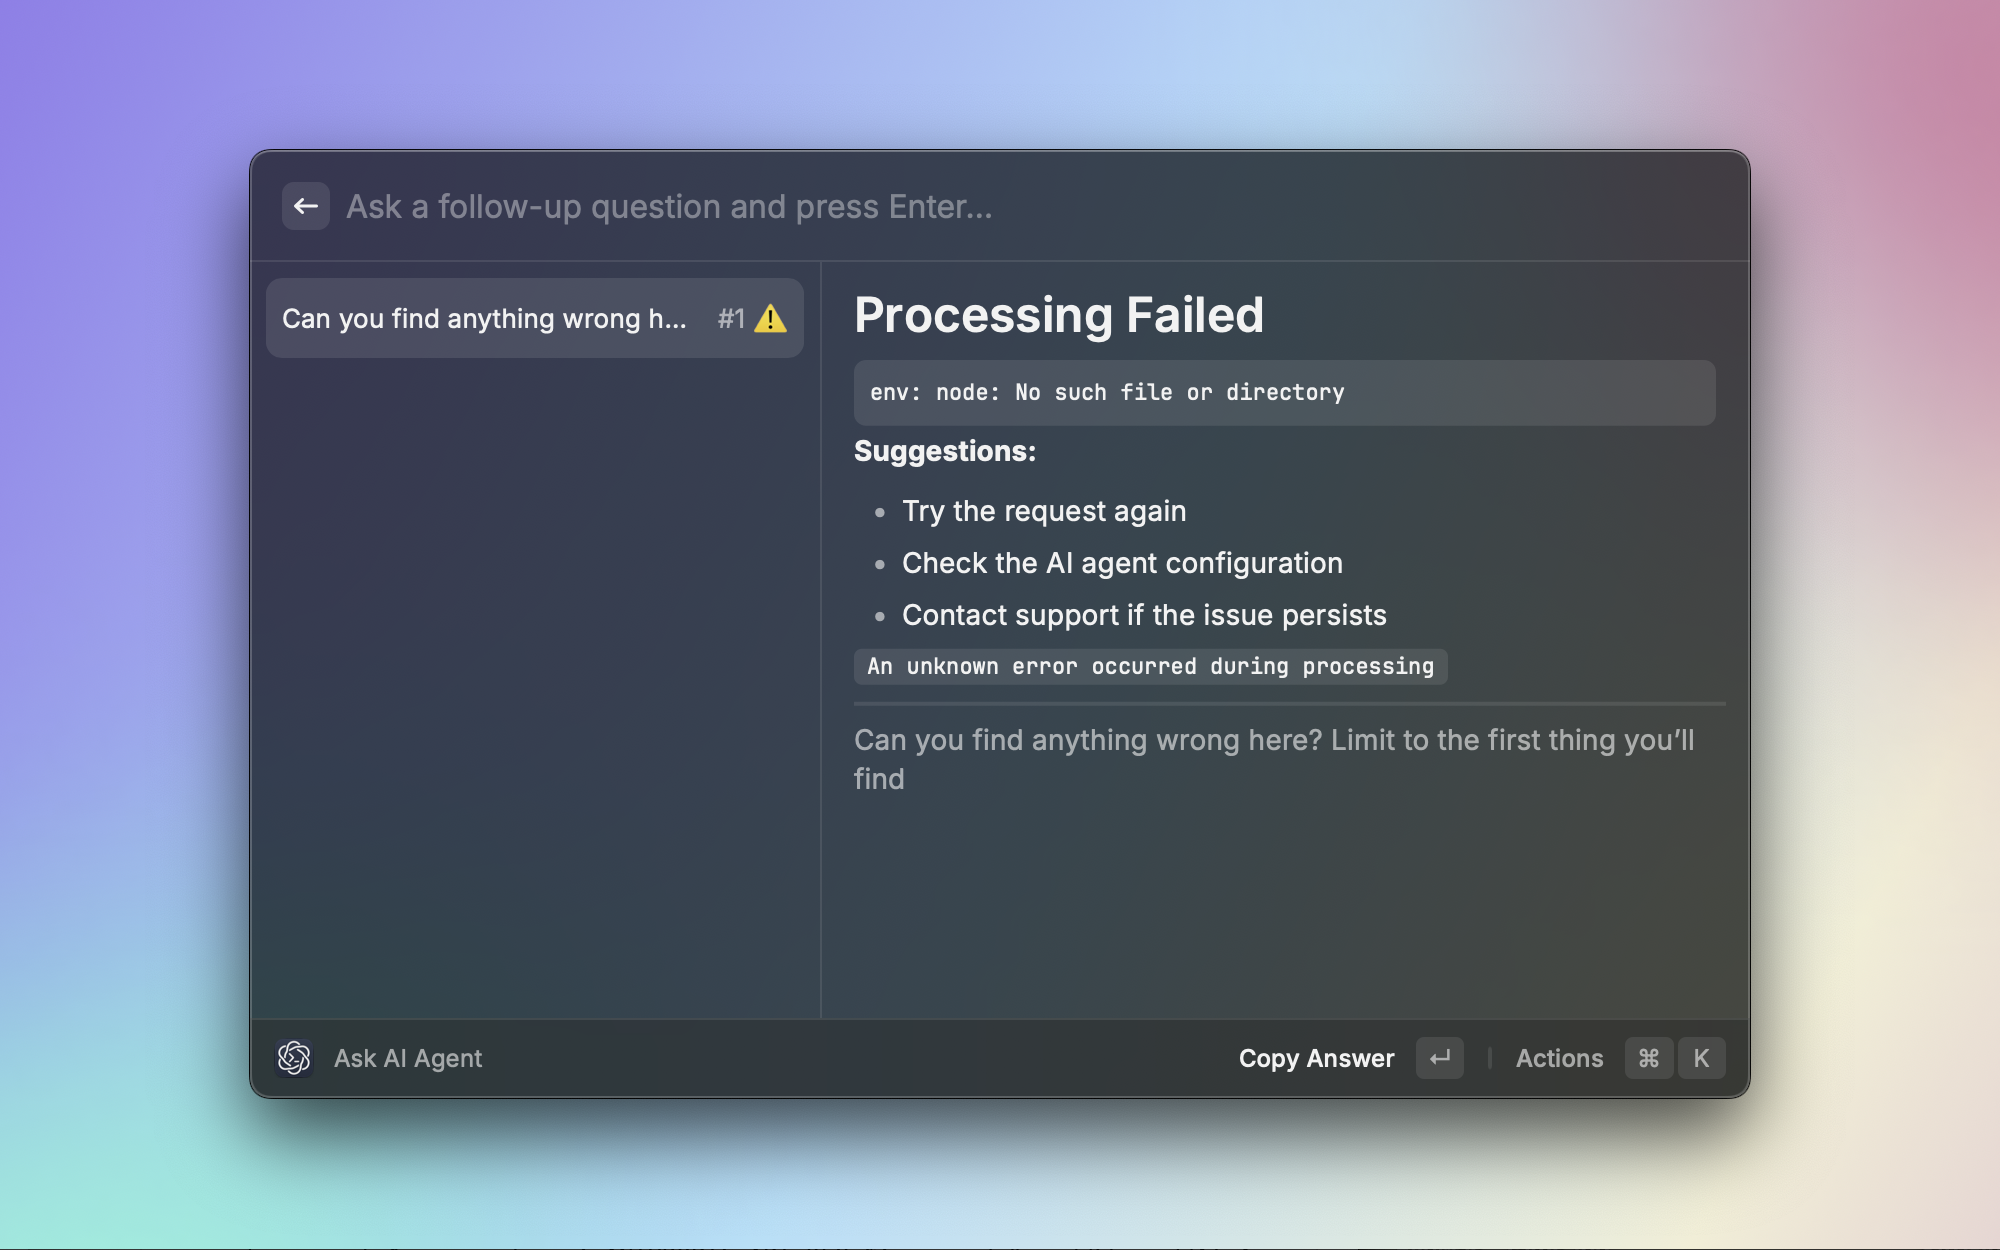 Ask a follow-up question and press Enter...
Can you find anything wrong h... #1
Processing Failed
env: node: No such file or directory
Suggestions:
• Try the request again
• Check the AI agent configuration
• Contact support if the issue persists
An unknown error occurred during processing
Can you find anything wrong here? Limit to the first thing you’ll
find
Ask AI Agent
Copy Answer ↵ | Actions ⌘ K